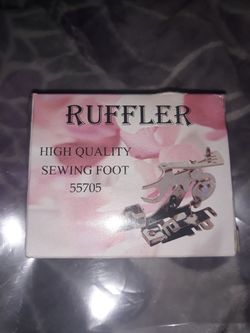 RUFFLER
HIGH QUALITY
SEWING FOOT
55705